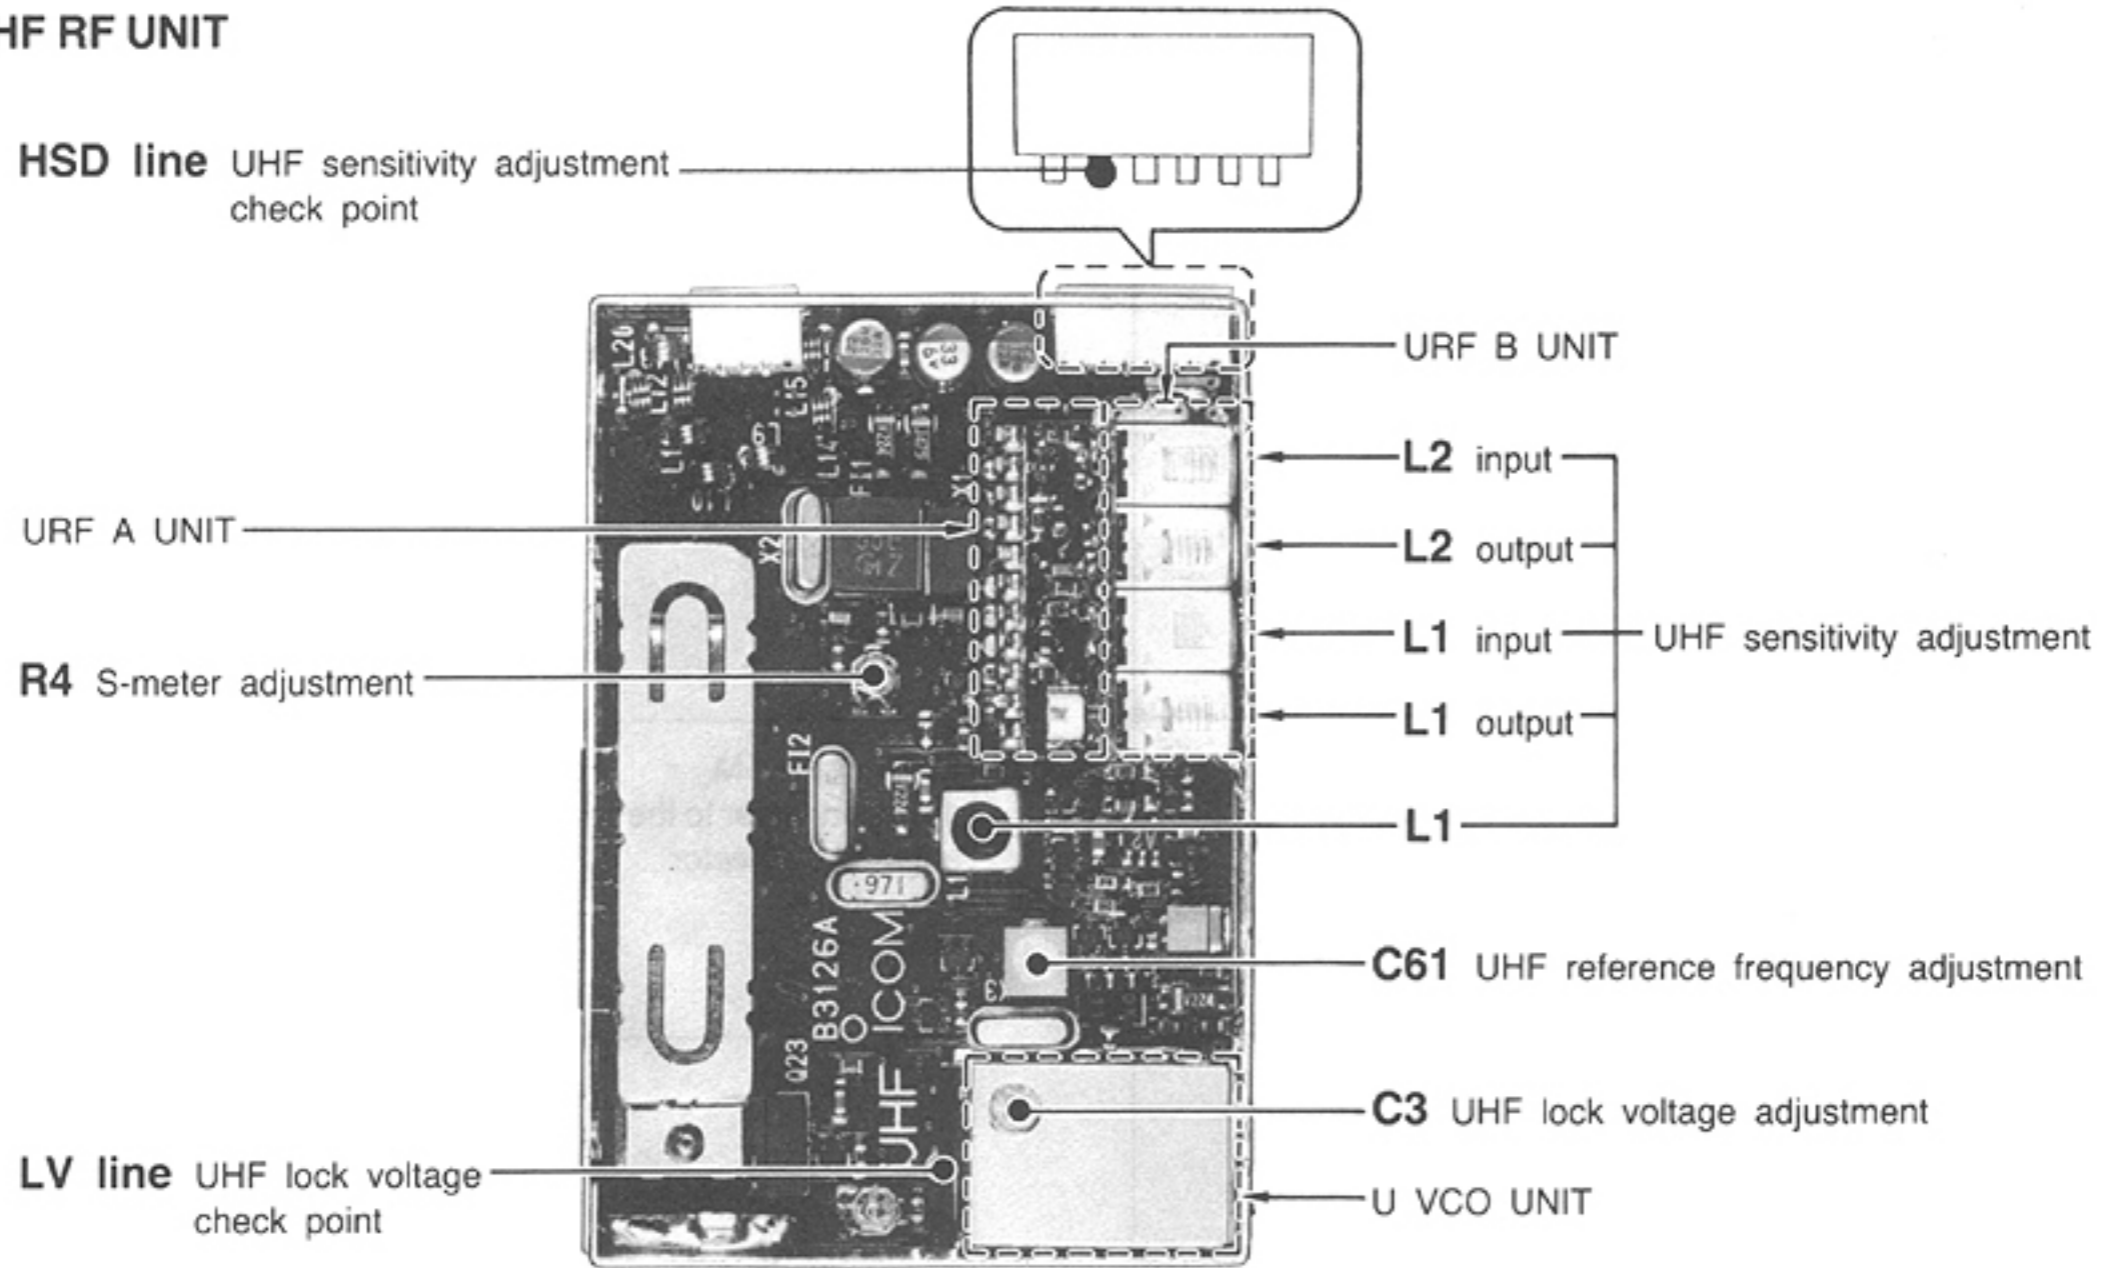 HF RF UNIT
HSD line UHF sensitivity adjustment
check point
URF B UNIT
L2 input
L2 output
URF A UNIT
L1 input
UHF sensitivity adjustment
R4 S-meter adjustment
L1 output
L1
C61 UHF reference frequency adjustment
C3 UHF lock voltage adjustment
LV line UHF lock voltage
check point
U VCO UNIT
L20
L12
L15
L14
FI1
X1
X2
FI2
L1
971
B3126A
ICOM
Q23
UHF